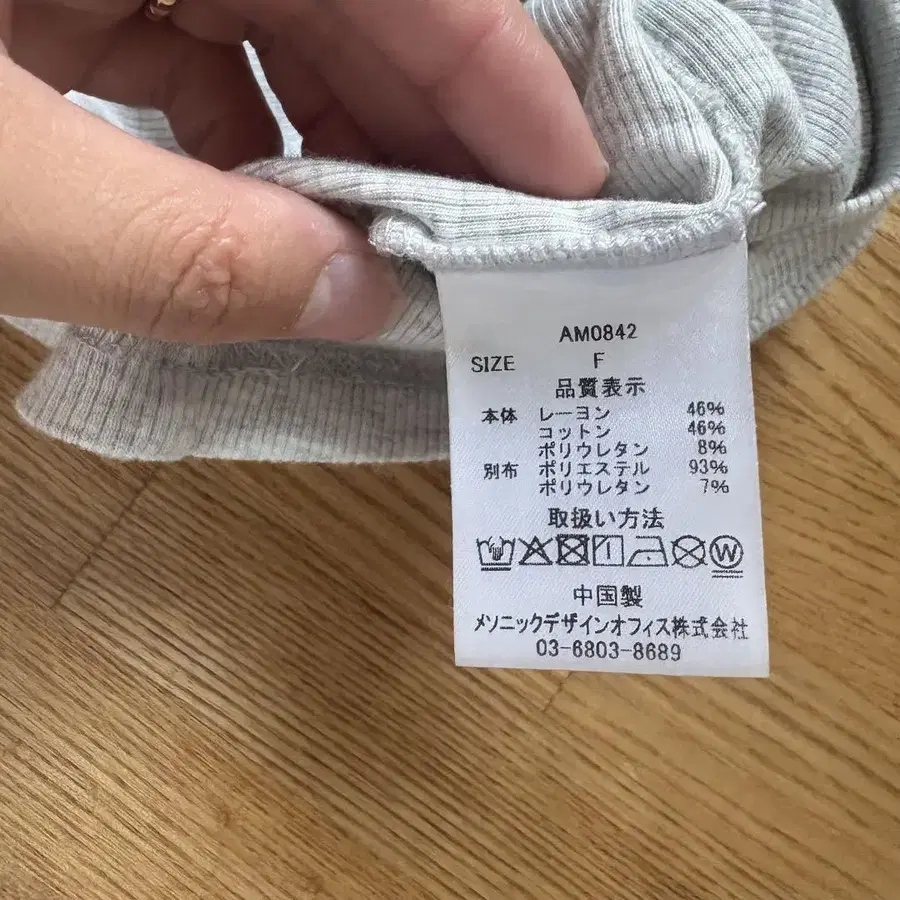 AM0842
SIZE F
品質表示
本体 レーヨン 46%
コットン 46%
ポリウレタン 8%
別布 ポリエステル 93%
ポリウレタン 7%
取扱い方法
W
中国製
メソニックデザインオフィス株式会社
03-6803-8689